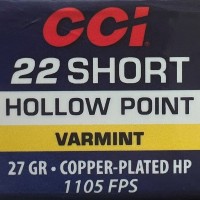 CCI
22 SHORT
HOLLOW POINT
VARMINT
27 GR • COPPER-PLATED HP
1105 FPS